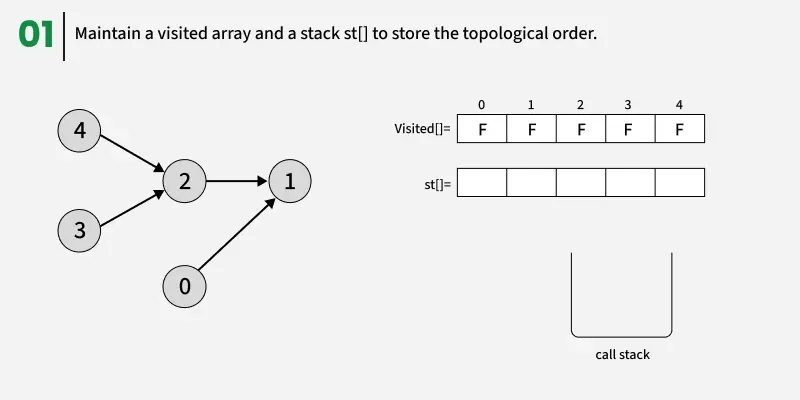 01
Maintain a visited array and a stack st[] to store the topological order.
0 1 2 3 4
Visited[]= F F F F F
4
2
1
st[]=
3
0
call stack